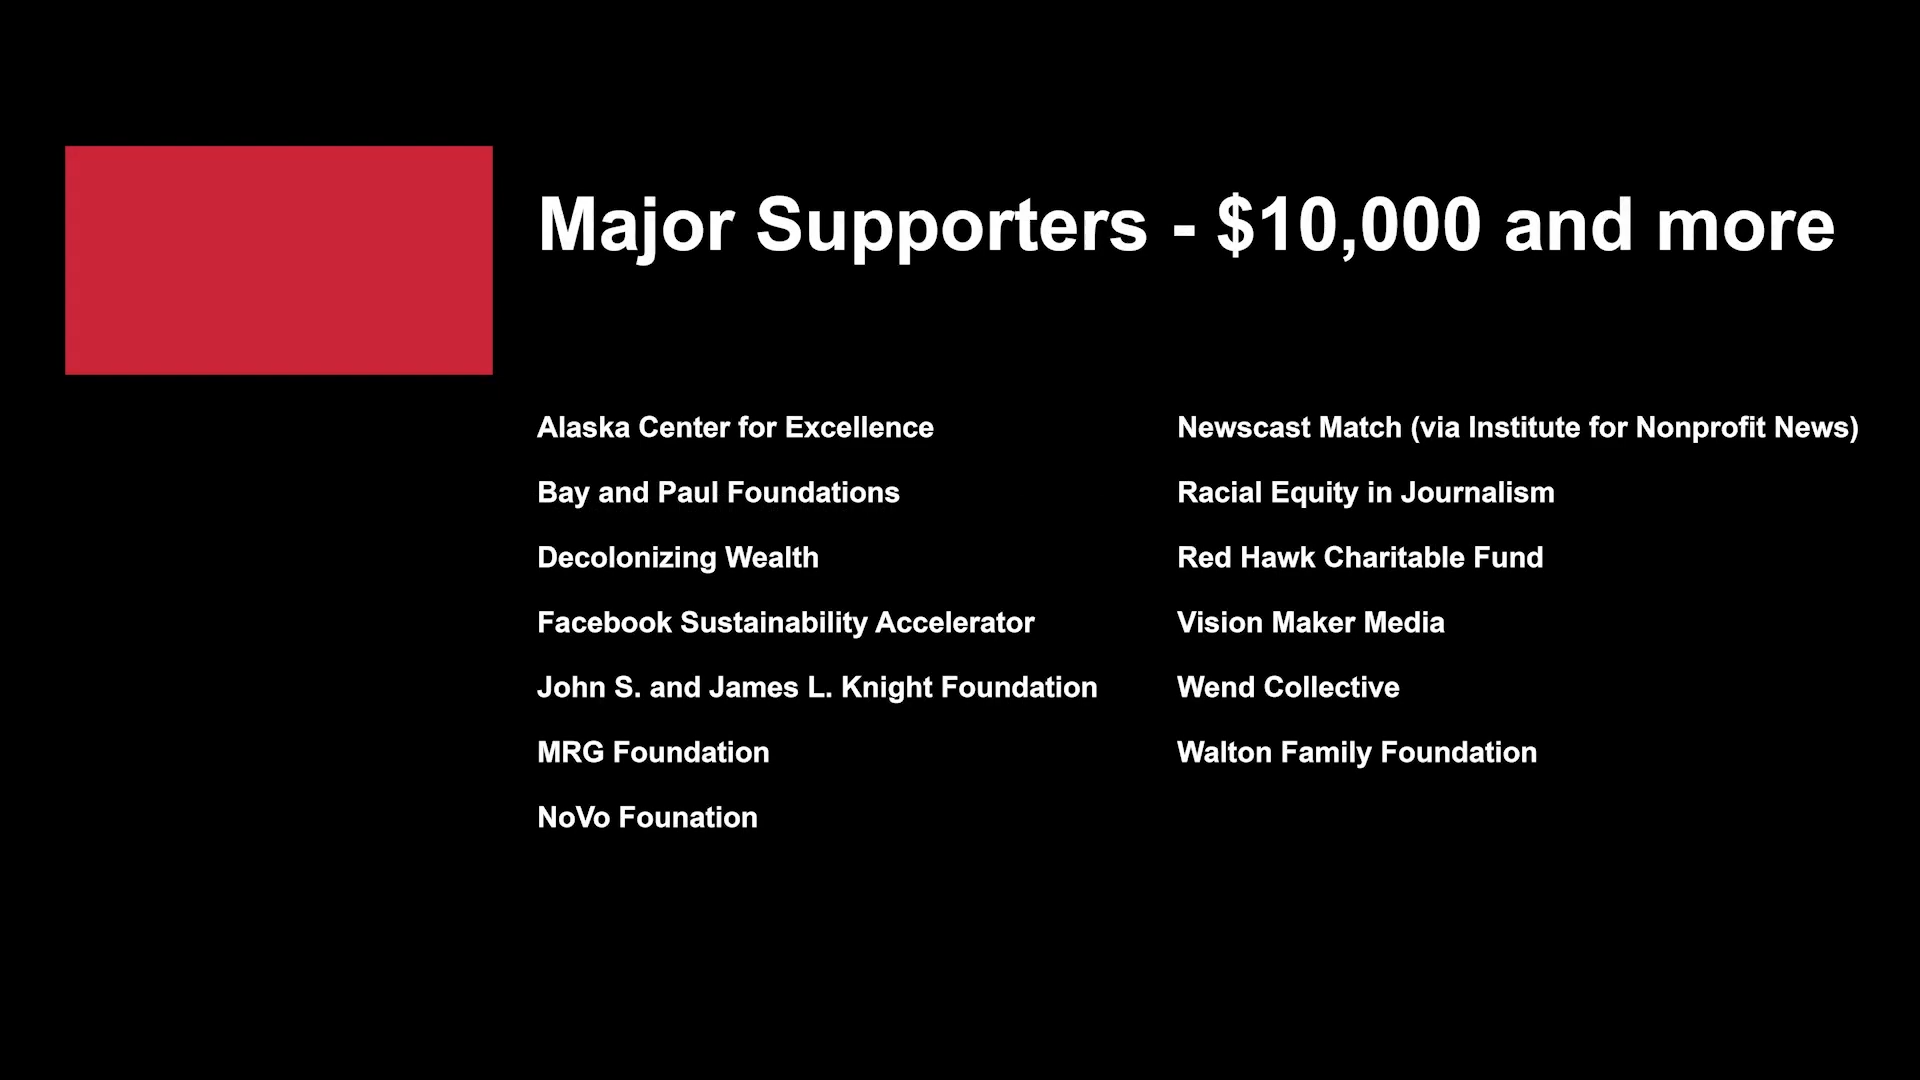 Major Supporters - $10,000 and more
Alaska Center for Excellence
Bay and Paul Foundations
Decolonizing Wealth
Facebook Sustainability Accelerator
John S. and James L. Knight Foundation
MRG Foundation
NoVo Founation
Newscast Match (via Institute for Nonprofit News)
Racial Equity in Journalism
Red Hawk Charitable Fund
Vision Maker Media
Wend Collective
Walton Family Foundation